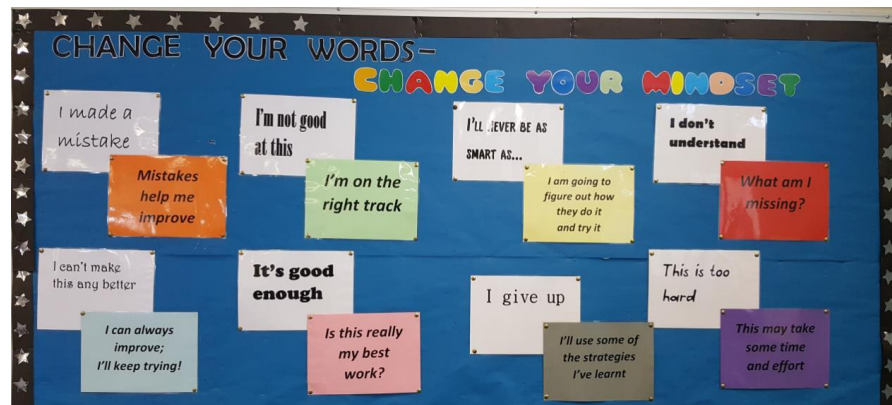 CHANGE YOUR WORDS–
CHANGE YOUR MINDSET
I made a
mistake
Mistakes
help me
improve
I'm not good
at this
I'm on the
right track
I'LL NEVER BE AS
SMART AS...
I am going to
figure out how
they do it
and try it
I don't
understand
What am I
missing?
I can't make
this any better
I can always
improve;
I'll keep trying!
It's good
enough
Is this really
my best
work?
I give up
I'll use some of
the strategies
I've learnt
This is too
hard
This may take
some time
and effort